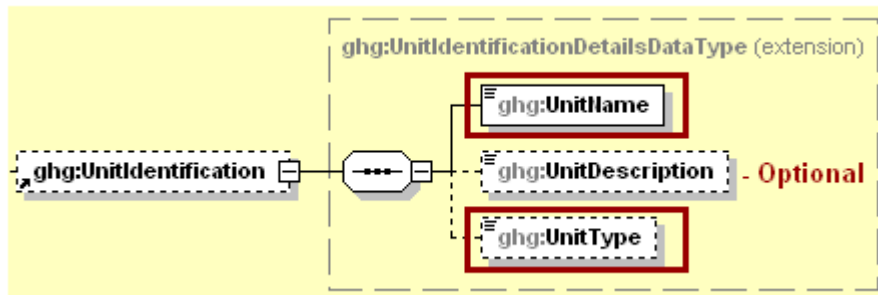 ghg:UnitIdentificationDetailsDataType (extension)
ghg:UnitName
ghg:UnitIdentification
ghg:UnitDescription - Optional
ghg:UnitType